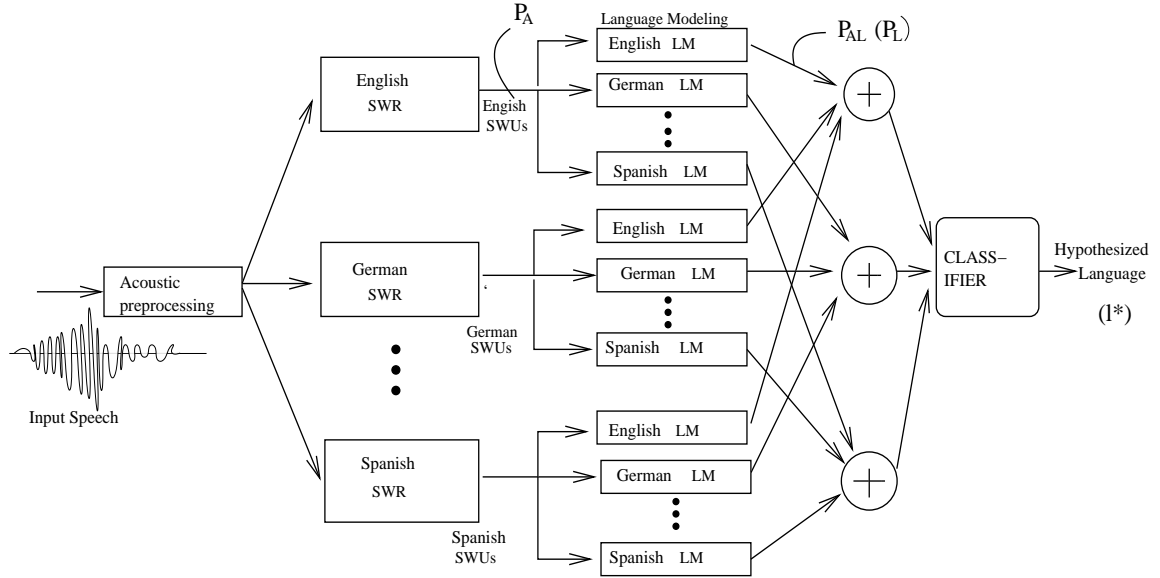 P_A
Language Modeling
P_AL (P_L)
English LM
English
SWR
German LM
Engish
SWUs
+
Spanish LM
English LM
CLASS–
IFIER
Hypothesized
Language
(l*)
Acoustic
preprocessing
German
SWR
German LM
+
German
SWUs
Spanish LM
Input Speech
English LM
Spanish
SWR
German LM
+
Spanish
SWUs
Spanish LM